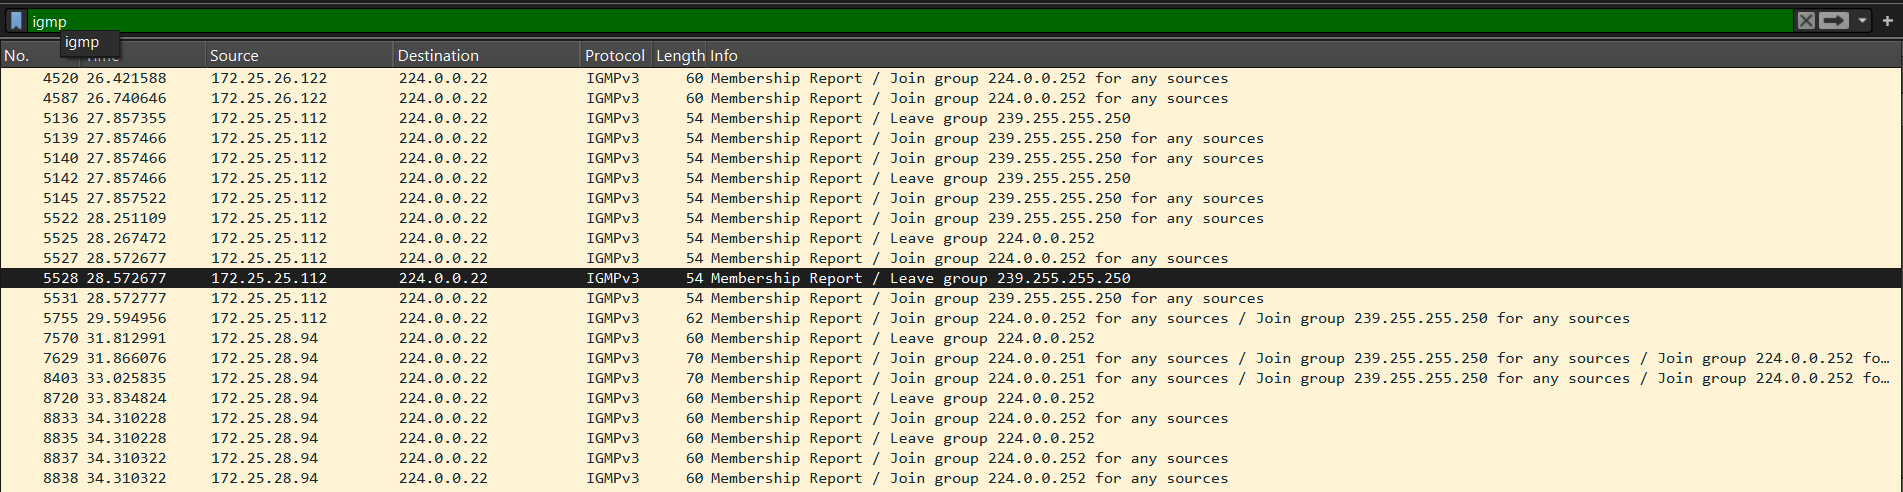 igmp
igmp
No. Time Source Destination Protocol Length Info
4520 26.421588 172.25.26.122 224.0.0.22 IGMPv3 60 Membership Report / Join group 224.0.0.252 for any sources
4587 26.740646 172.25.26.122 224.0.0.22 IGMPv3 60 Membership Report / Join group 224.0.0.252 for any sources
5136 27.857355 172.25.25.112 224.0.0.22 IGMPv3 54 Membership Report / Leave group 239.255.255.250
5139 27.857466 172.25.25.112 224.0.0.22 IGMPv3 54 Membership Report / Join group 239.255.255.250 for any sources
5140 27.857466 172.25.25.112 224.0.0.22 IGMPv3 54 Membership Report / Join group 239.255.255.250 for any sources
5142 27.857466 172.25.25.112 224.0.0.22 IGMPv3 54 Membership Report / Leave group 239.255.255.250
5145 27.857522 172.25.25.112 224.0.0.22 IGMPv3 54 Membership Report / Join group 239.255.255.250 for any sources
5522 28.251109 172.25.25.112 224.0.0.22 IGMPv3 54 Membership Report / Join group 239.255.255.250 for any sources
5525 28.267472 172.25.25.112 224.0.0.22 IGMPv3 54 Membership Report / Leave group 224.0.0.252
5527 28.572677 172.25.25.112 224.0.0.22 IGMPv3 54 Membership Report / Join group 224.0.0.252 for any sources
5528 28.572677 172.25.25.112 224.0.0.22 IGMPv3 54 Membership Report / Leave group 239.255.255.250
5531 28.572777 172.25.25.112 224.0.0.22 IGMPv3 54 Membership Report / Join group 239.255.255.250 for any sources
5755 29.594956 172.25.25.112 224.0.0.22 IGMPv3 62 Membership Report / Join group 224.0.0.252 for any sources / Join group 239.255.255.250 for any sources
7570 31.812991 172.25.28.94 224.0.0.22 IGMPv3 60 Membership Report / Leave group 224.0.0.252
7629 31.866076 172.25.28.94 224.0.0.22 IGMPv3 70 Membership Report / Join group 224.0.0.251 for any sources / Join group 239.255.255.250 for any sources / Join group 224.0.0.252 fo…
8403 33.025835 172.25.28.94 224.0.0.22 IGMPv3 70 Membership Report / Join group 224.0.0.251 for any sources / Join group 239.255.255.250 for any sources / Join group 224.0.0.252 fo…
8720 33.834824 172.25.28.94 224.0.0.22 IGMPv3 60 Membership Report / Leave group 224.0.0.252
8833 34.310228 172.25.28.94 224.0.0.22 IGMPv3 60 Membership Report / Join group 224.0.0.252 for any sources
8835 34.310228 172.25.28.94 224.0.0.22 IGMPv3 60 Membership Report / Leave group 224.0.0.252
8837 34.310322 172.25.28.94 224.0.0.22 IGMPv3 60 Membership Report / Join group 224.0.0.252 for any sources
8838 34.310322 172.25.28.94 224.0.0.22 IGMPv3 60 Membership Report / Join group 224.0.0.252 for any sources